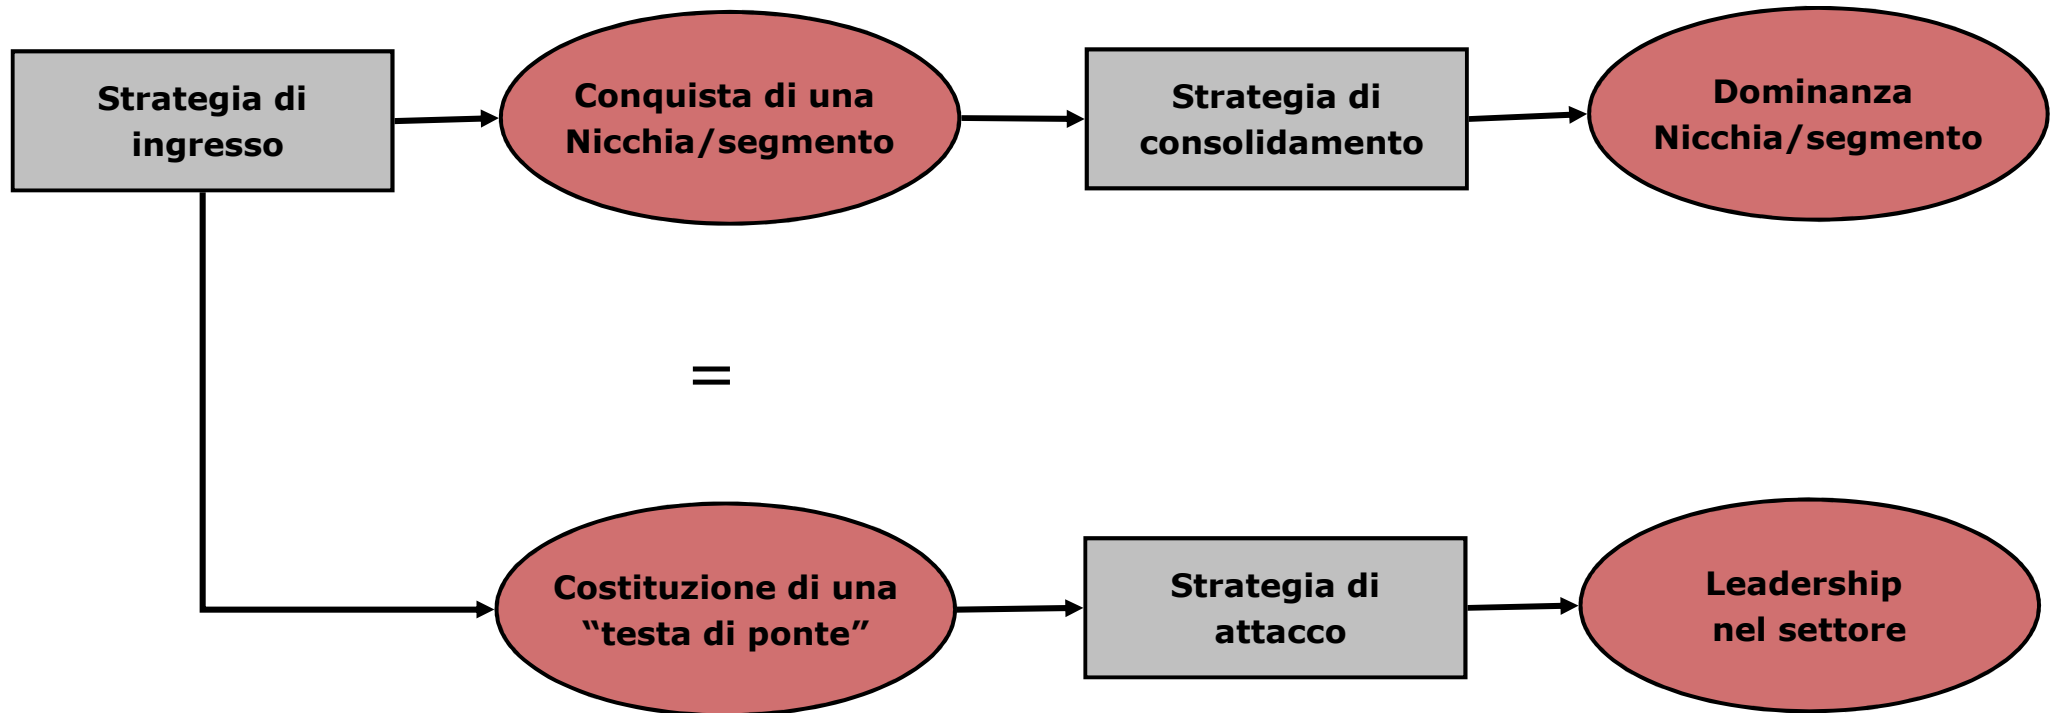 Strategia di
ingresso
Conquista di una
Nicchia/segmento
Strategia di
consolidamento
Dominanza
Nicchia/segmento
=
Costituzione di una
“testa di ponte”
Strategia di
attacco
Leadership
nel settore